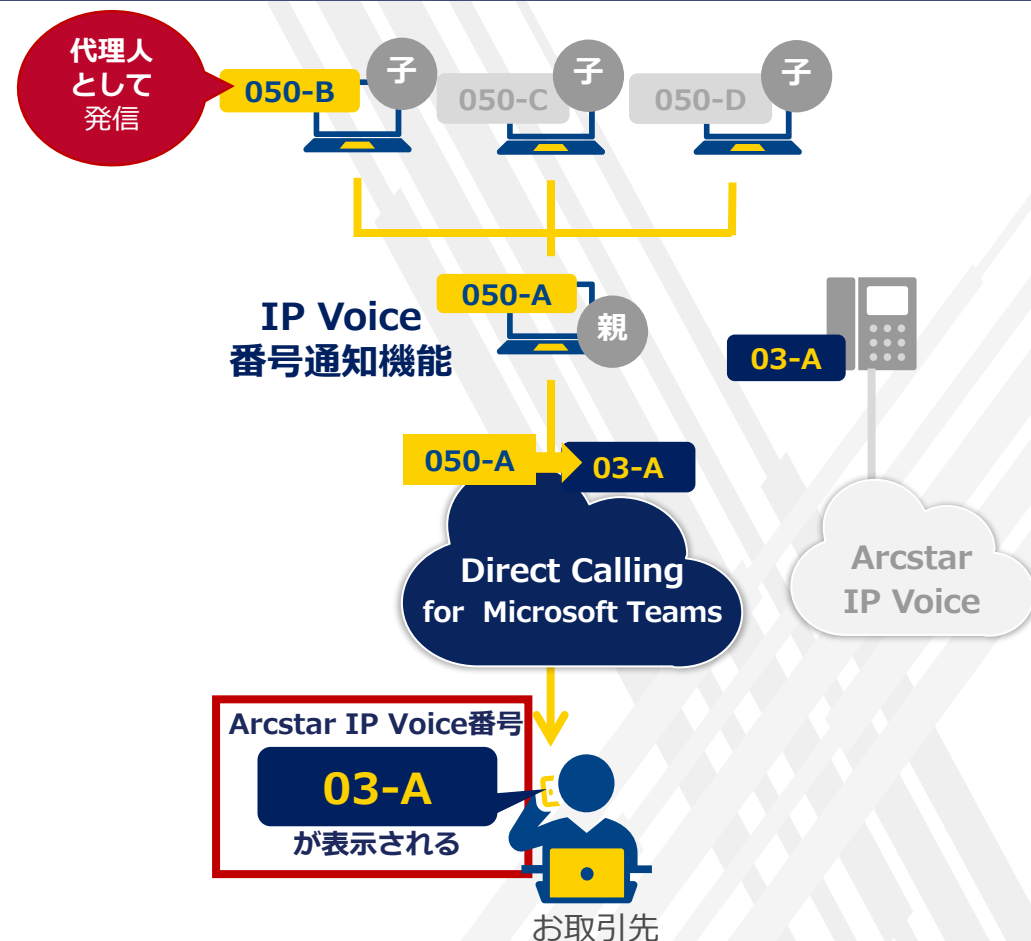 代理人
として
発信
050-B
子
050-C
子
050-D
子
IP Voice
番号通知機能
050-A
親
03-A
050-A
03-A
Direct Calling
for Microsoft Teams
Arcstar
IP Voice
Arcstar IP Voice番号
03-A
が表示される
お取引先